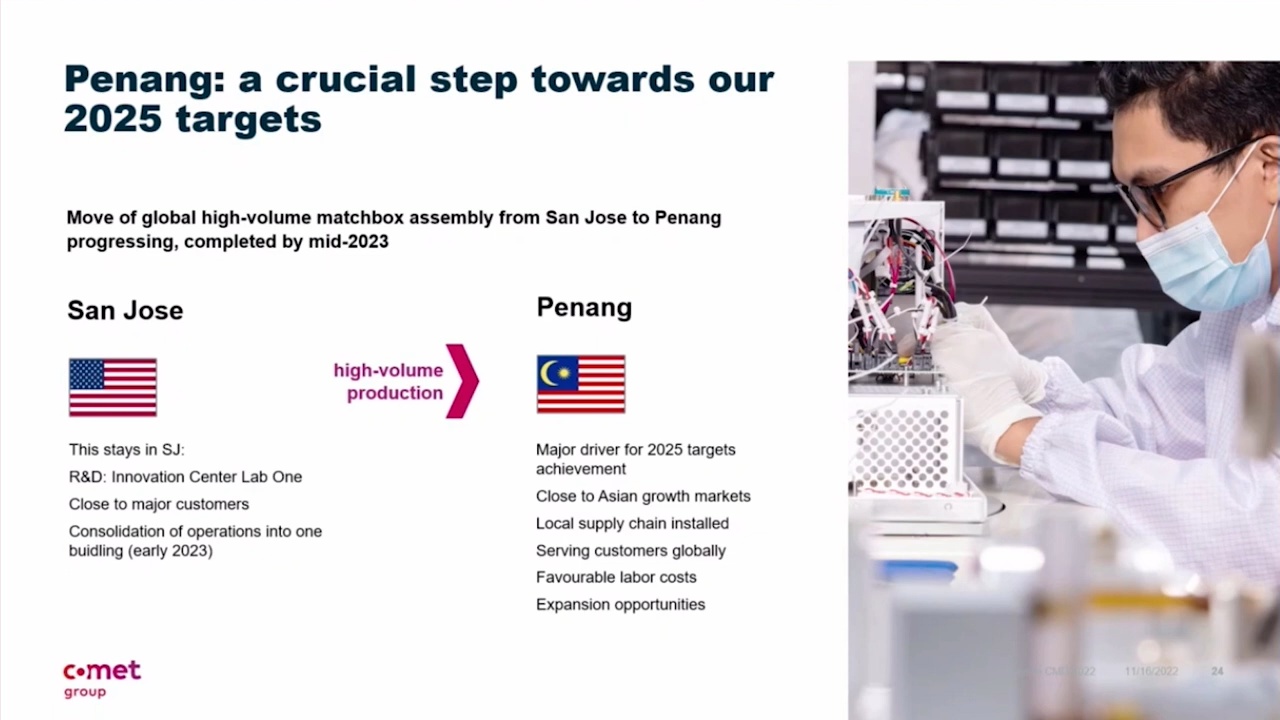 Penang: a crucial step towards our
2025 targets
Move of global high-volume matchbox assembly from San Jose to Penang
progressing, completed by mid-2023
San Jose
high-volume
production
This stays in SJ:
R&D: Innovation Center Lab One
Close to major customers
Consolidation of operations into one
buidling (early 2023)
Penang
Major driver for 2025 targets
achievement
Close to Asian growth markets
Local supply chain installed
Serving customers globally
Favourable labor costs
Expansion opportunities
comet
group
11/16/2022
24